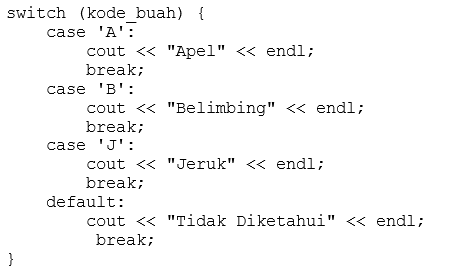 switch (kode_buah) {
    case 'A':
        cout << "Apel" << endl;
        break;
    case 'B':
        cout << "Belimbing" << endl;
        break;
    case 'J':
        cout << "Jeruk" << endl;
        break;
    default:
        cout << "Tidak Diketahui" << endl;
         break;
}